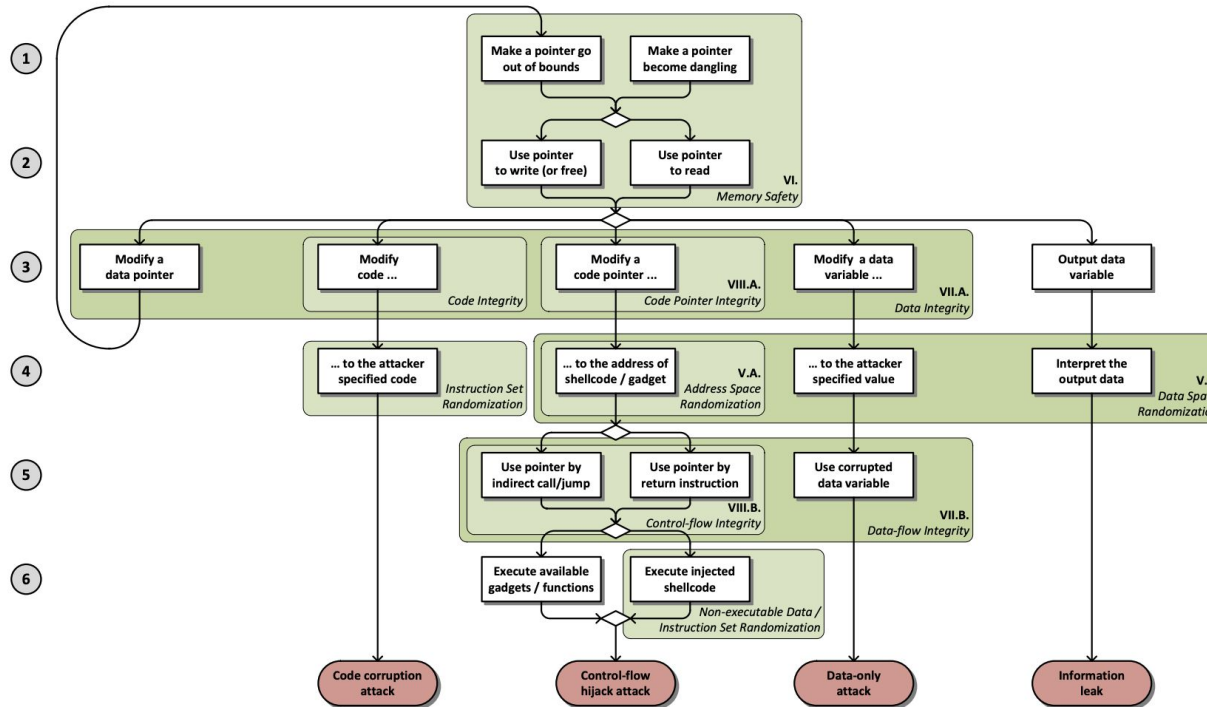 1
Make a pointer go
out of bounds
Make a pointer
become dangling
2
Use pointer
to write (or free)
Use pointer
to read
VI.
Memory Safety
3
Modify a
data pointer
Modify
code ...
Code Integrity
Modify a
code pointer ...
VIII.A.
Code Pointer Integrity
Modify a data
variable ...
VII.A.
Data Integrity
Output data
variable
4
... to the attacker
specified code
Instruction Set
Randomization
... to the address of
shellcode / gadget
V.A.
Address Space
Randomization
... to the attacker
specified value
Interpret the
output data
V.
Data Spac
Randomization
5
Use pointer by
indirect call/jump
Use pointer by
return instruction
VIII.B.
Control-flow Integrity
Use corrupted
data variable
VII.B.
Data-flow Integrity
6
Execute available
gadgets / functions
Execute injected
shellcode
Non-executable Data /
Instruction Set Randomization
Code corruption
attack
Control-flow
hijack attack
Data-only
attack
Information
leak